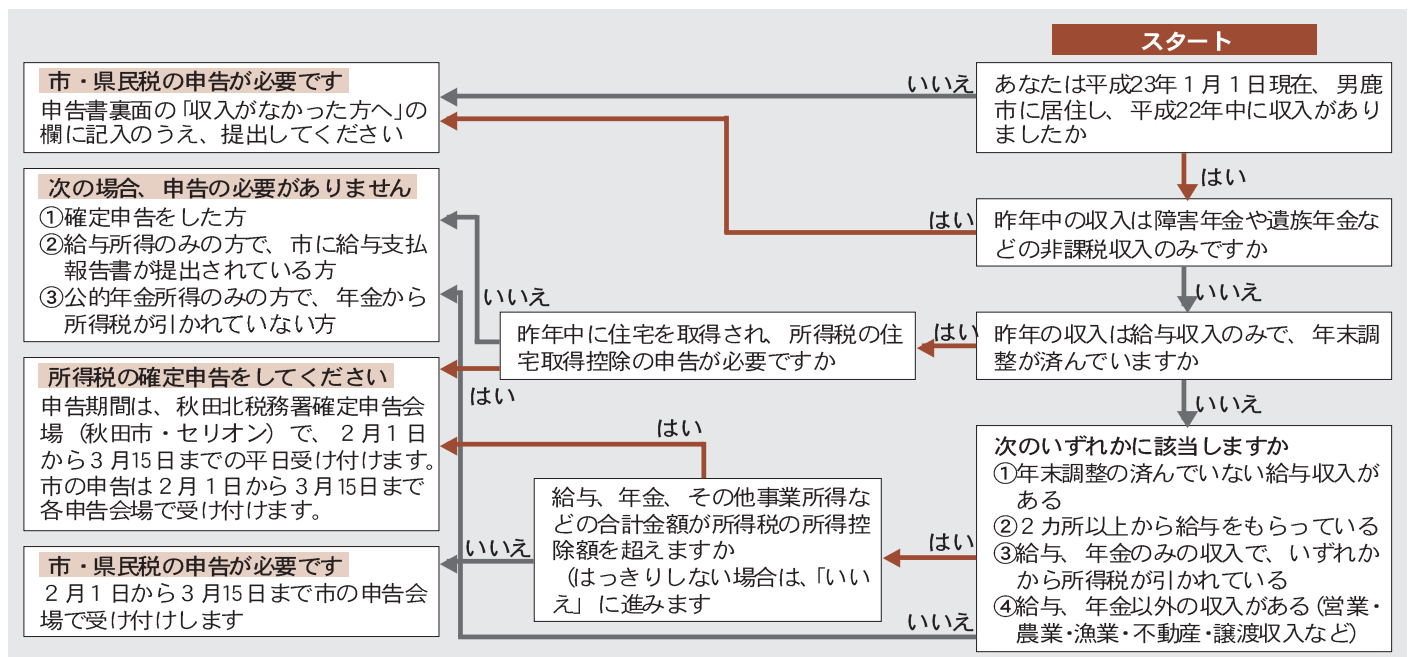 スタート
あなたは平成23年１月１日現在、男鹿
市に居住し、平成22年中に収入があり
ましたか
いいえ
はい
市・県民税の申告が必要です
申告書裏面の「収入がなかった方へ」の
欄に記入のうえ、提出してください
昨年中の収入は障害年金や遺族年金な
どの非課税収入のみですか
はい
いいえ
次の場合、申告の必要がありません
①確定申告をした方
②給与所得のみの方で、市に給与支払
報告書が提出されている方
③公的年金所得のみの方で、年金から
所得税が引かれていない方
昨年の収入は給与収入のみで、年末調
整が済んでいますか
はい
いいえ
昨年中に住宅を取得され、所得税の住
宅取得控除の申告が必要ですか
いいえ
はい
所得税の確定申告をしてください
申告期間は、秋田北税務署確定申告会
場（秋田市・セリオン）で、２月１日
から３月15日までの平日受け付けます。
市の申告は２月１日から３月15日まで
各申告会場で受け付けます。
次のいずれかに該当しますか
①年末調整の済んでいない給与収入が
ある
②２カ所以上から給与をもらっている
③給与、年金のみの収入で、いずれか
から所得税が引かれている
④給与、年金以外の収入がある（営業・
農業・漁業・不動産・譲渡収入など）
はい
いいえ
給与、年金、その他事業所得な
どの合計金額が所得税の所得控
除額を超えますか
（はっきりしない場合は、「いい
え」に進みます
はい
いいえ
市・県民税の申告が必要です
２月１日から３月15日まで市の申告会
場で受け付けします